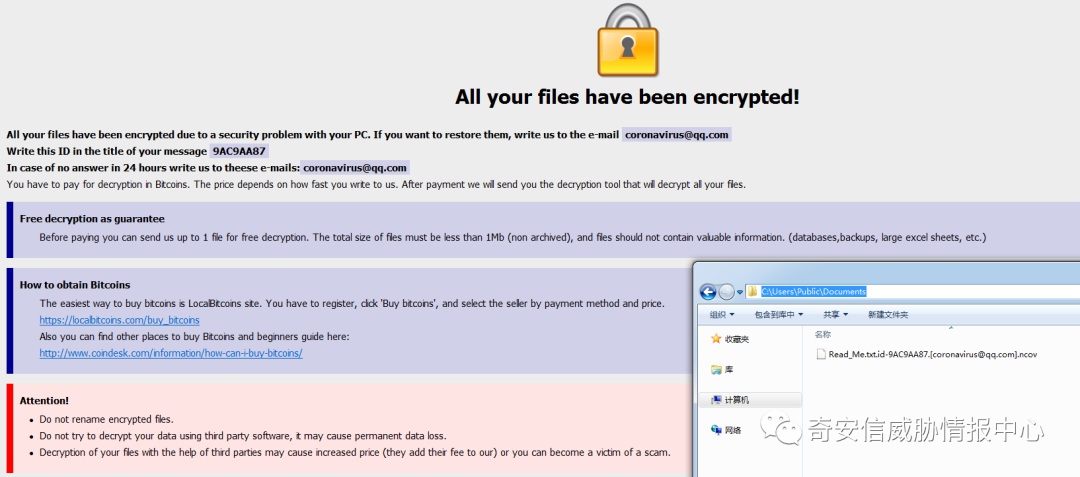 All your files have been encrypted!
All your files have been encrypted due to a security problem with your PC. If you want to restore them, write us to the e-mail coronavirus@qq.com
Write this ID in the title of your message 9AC9AA87
In case of no answer in 24 hours write us to theese e-mails: coronavirus@qq.com
You have to pay for decryption in Bitcoins. The price depends on how fast you write to us. After payment we will send you the decryption tool that will decrypt all your files.
Free decryption as guarantee
Before paying you can send us up to 1 file for free decryption. The total size of files must be less than 1Mb (non archived), and files should not contain valuable information. (databases,backups, large excel sheets, etc.)
How to obtain Bitcoins
The easiest way to buy bitcoins is LocalBitcoins site. You have to register, click 'Buy bitcoins', and select the seller by payment method and price.
https://localbitcoins.com/buy_bitcoins
Also you can find other places to buy Bitcoins and beginners guide here:
http://www.coindesk.com/information/how-can-i-buy-bitcoins/
Attention!
Do not rename encrypted files.
Do not try to decrypt your data using third party software, it may cause permanent data loss.
Decryption of your files with the help of third parties may cause increased price (they add their fee to our) or you can become a victim of a scam.
C:\Users\Public\Documents
组织 包含到库中 共享 新建文件夹
收藏夹
库
计算机
网络
名称
Read_Me.txt.id-9AC9AA87.[coronavirus@qq.com].ncov
奇安信威胁情报中心